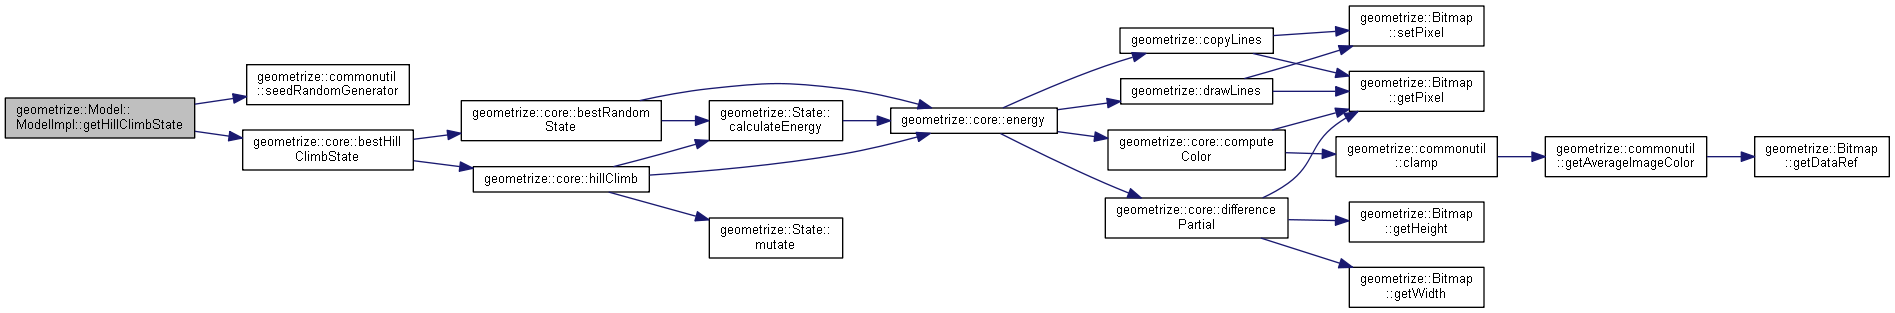 geometrize::Model::
ModelImpl::getHillClimbState
geometrize::commonutil
::seedRandomGenerator
geometrize::core::bestHill
ClimbState
geometrize::core::bestRandom
State
geometrize::core::hillClimb
geometrize::State::
calculateEnergy
geometrize::State::
mutate
geometrize::core::energy
geometrize::copyLines
geometrize::drawLines
geometrize::core::compute
Color
geometrize::core::difference
Partial
geometrize::Bitmap
::setPixel
geometrize::Bitmap
::getPixel
geometrize::commonutil
::clamp
geometrize::Bitmap
::getHeight
geometrize::Bitmap
::getWidth
geometrize::commonutil
::getAverageImageColor
geometrize::Bitmap
::getDataRef